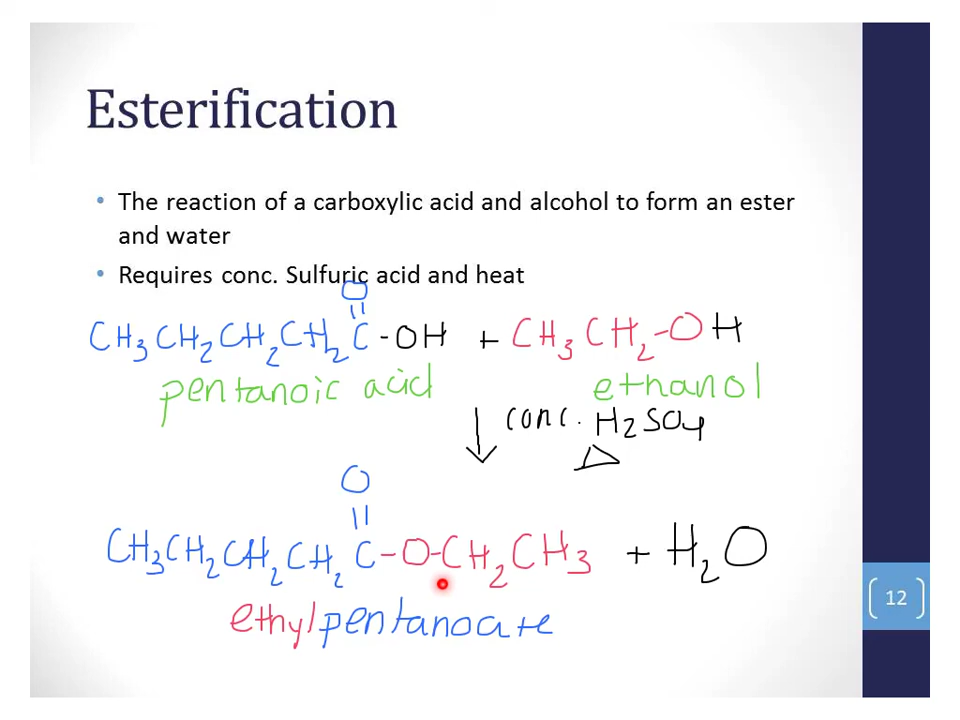 Esterification
• The reaction of a carboxylic acid and alcohol to form an ester
and water
• Requires conc. Sulfuric acid and heat
O
||
CH3CH2CH2CH2C-OH + CH3CH2-OH
pentanoic acid ethanol
↓ conc. H2SO4
△
O
||
CH3CH2CH2CH2C-O-CH2CH3 + H2O
12
ethylpentanoate